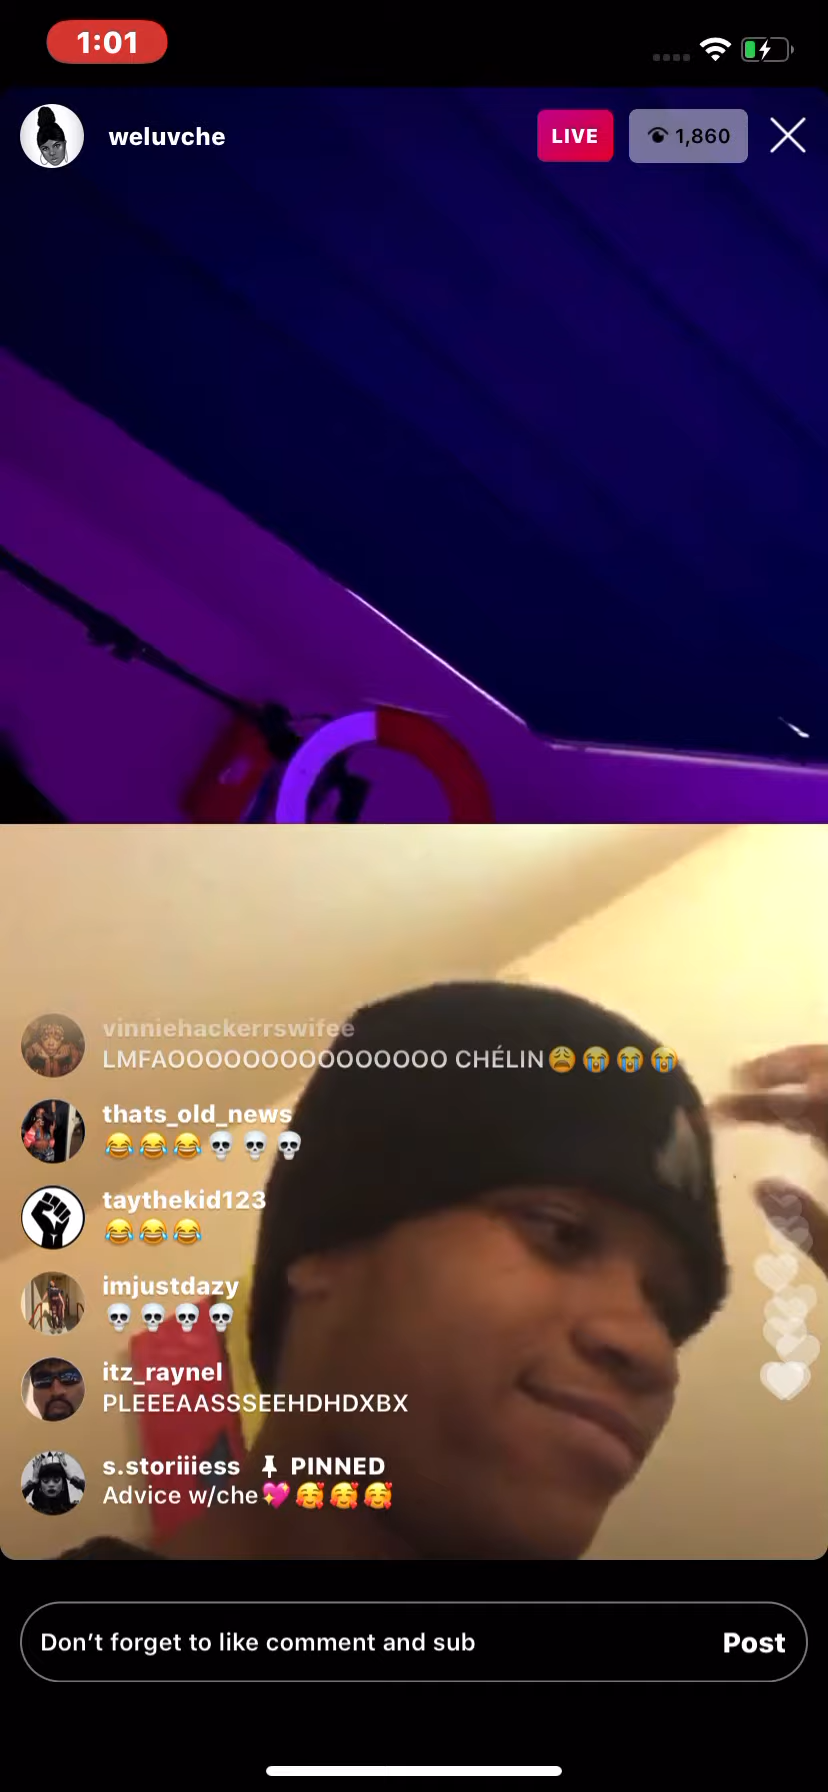 1:01
weluvche
LIVE
1,860
vinniehackerrswifee
LMFAOOOOOOOOOOOOOOO CHÉLIN😩😭😭😭
thats_old_news
😂😂😂💀💀💀
taythekid123
😂😂😂
imjustdazy
💀💀💀💀
itz_raynel
PLEEEAASSSEEHDHDXBX
s.storiiiess PINNED
Advice w/che💖🥰🥰🥰
Don’t forget to like comment and sub
Post